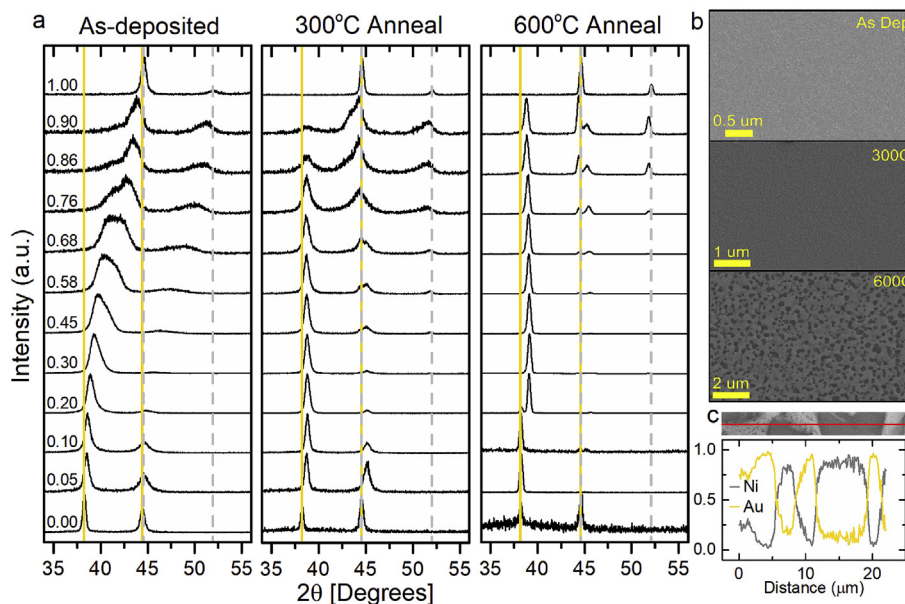 a
As-deposited
300°C Anneal
600°C Anneal
b
As Dep
0.5 um
300C
1 um
600C
2 um
1.00
0.90
0.86
0.76
0.68
0.58
0.45
0.30
0.20
0.10
0.05
0.00
Intensity (a.u.)
35 40 45 50 55
35 40 45 50 55
35 40 45 50 55
2θ [Degrees]
c
1.0
0.5
0.0
Ni
Au
0 10 20
Distance (μm)